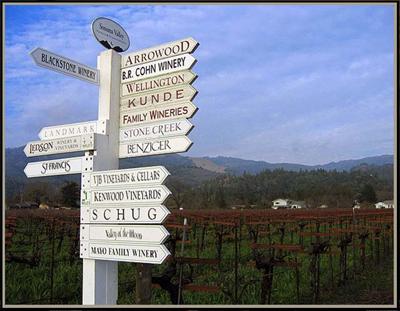 Sonoma Valley
BLACKSTONE WINERY
ARROWOOD
B.R. COHN WINERY
WELLINGTON
KUNDE
FAMILY WINERIES
STONE CREEK
BENZIGER
LANDMARK
LEDSON WINERY & VINEYARDS
ST. FRANCIS
VJB VINEYARDS & CELLARS
KENWOOD VINEYARDS
SCHUG
Valley of the Moon
MAYO FAMILY WINERY